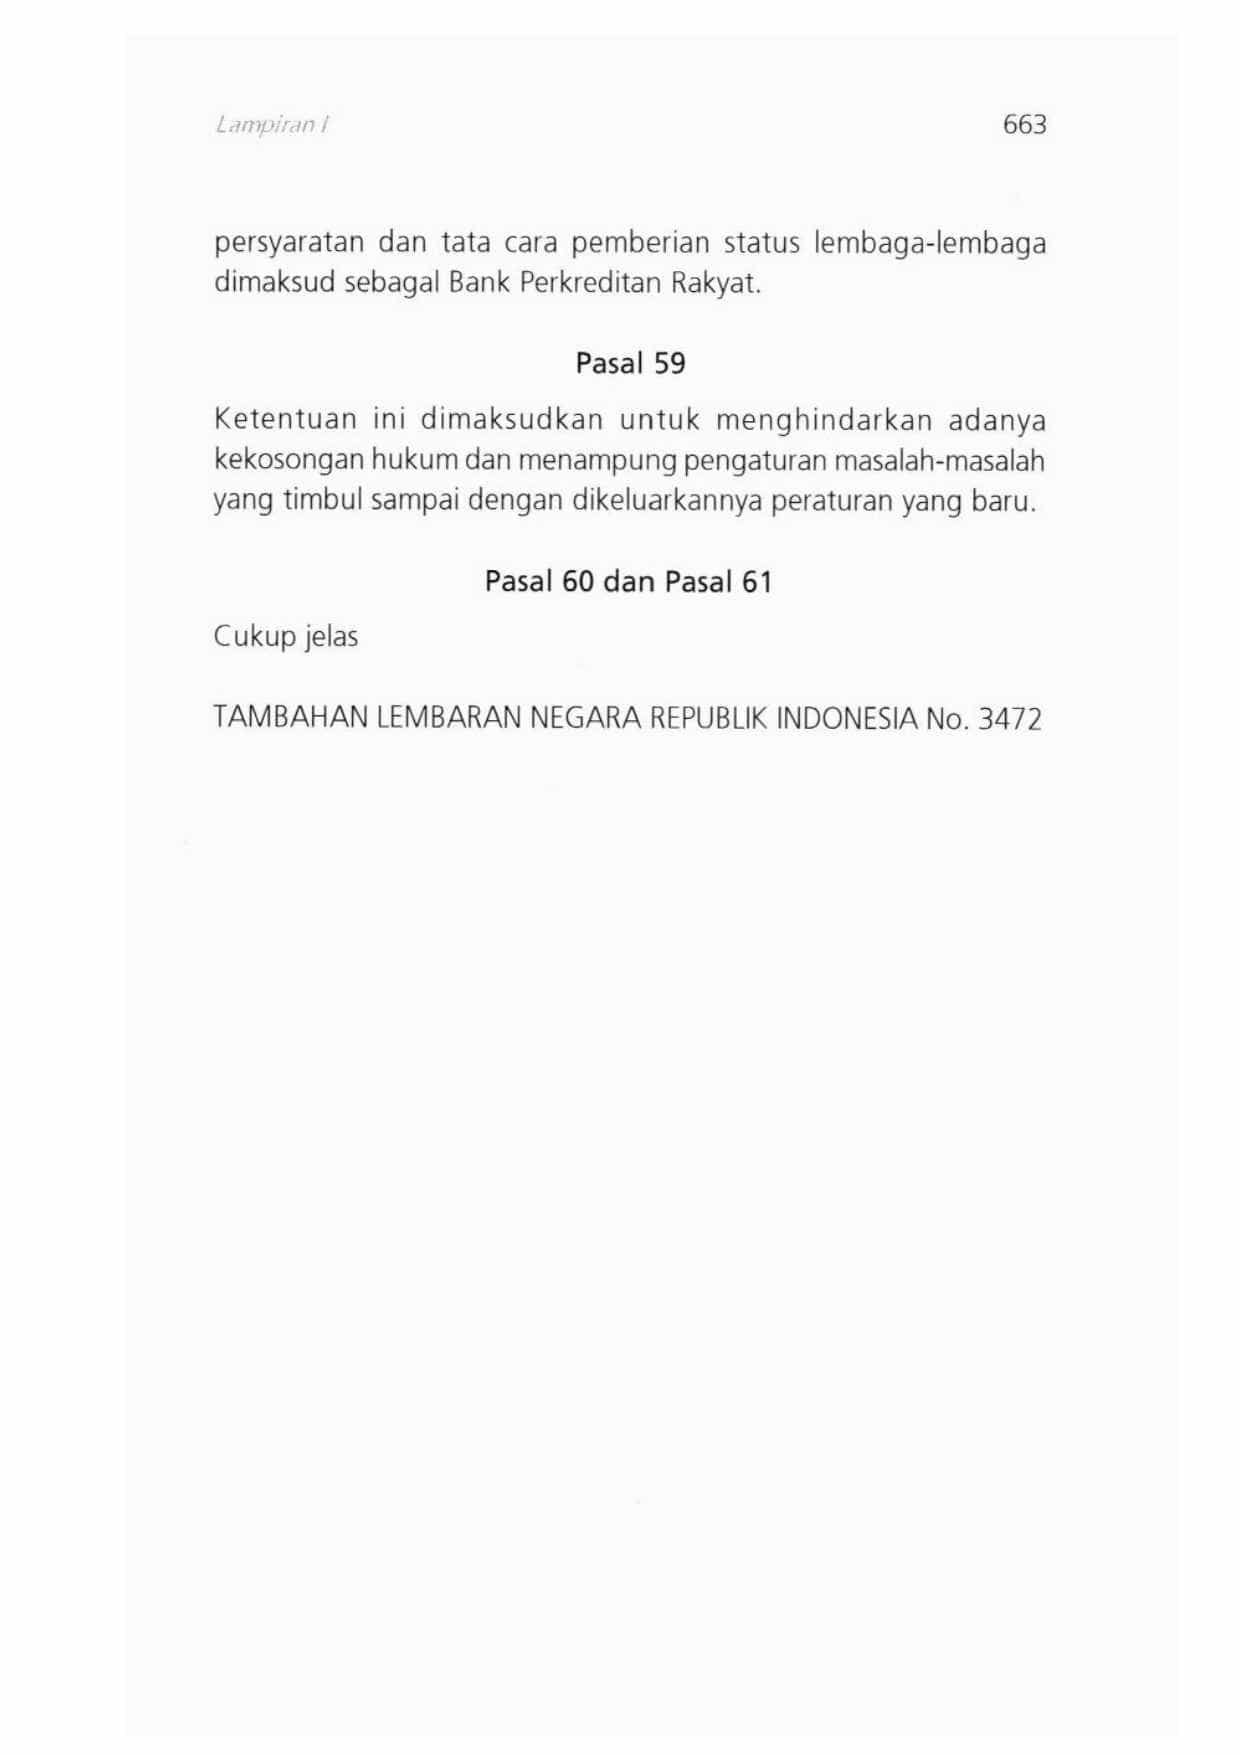 Lampiran I 663
persyaratan dan tata cara pemberian status lembaga-lembaga
dimaksud sebagal Bank Perkreditan Rakyat.
Pasal 59
Ketentuan ini dimaksudkan untuk menghindarkan adanya
kekosongan hukum dan menampung pengaturan masalah-masalah
yang timbul sampai dengan dikeluarkannya peraturan yang baru.
Pasal 60 dan Pasal 61
Cukup jelas
TAMBAHAN LEMBARAN NEGARA REPUBLIK INDONESIA No. 3472